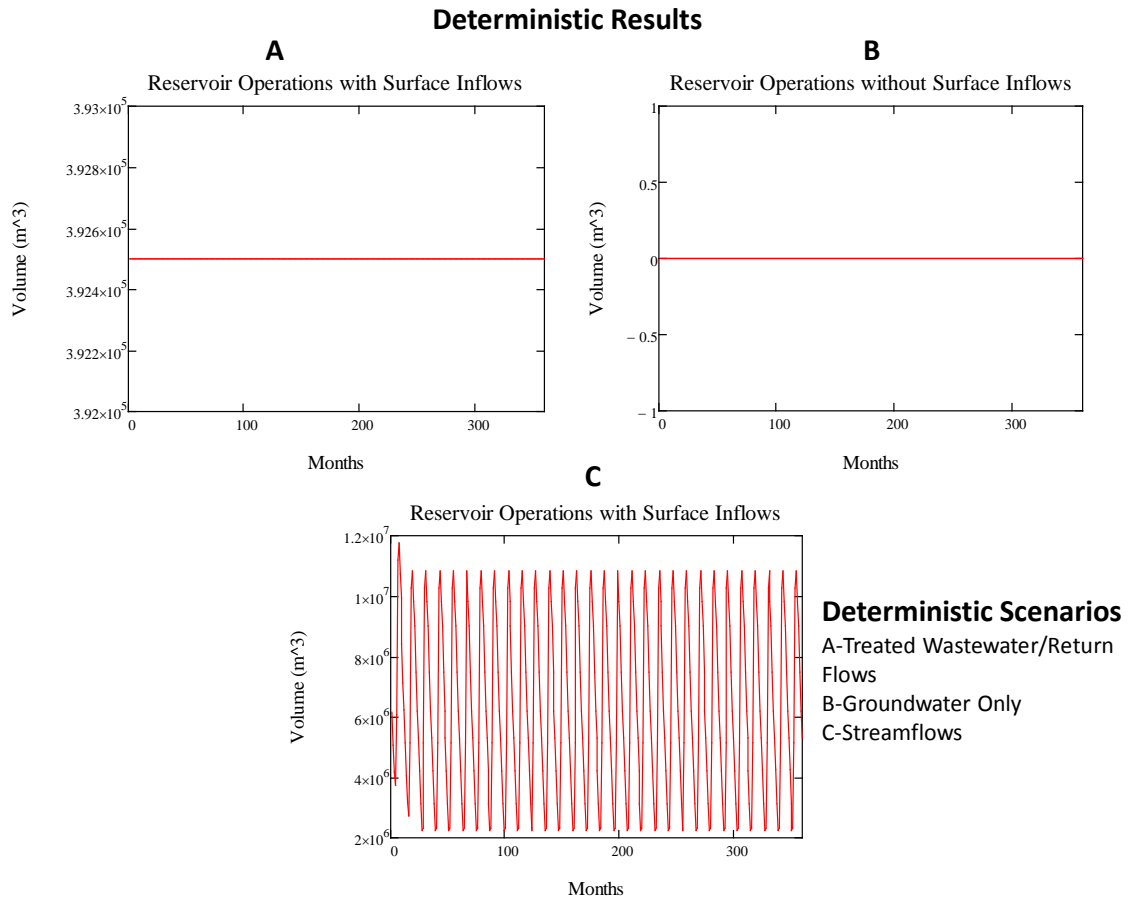 Deterministic Results
A
Reservoir Operations with Surface Inflows
3.93×10^5
3.928×10^5
3.926×10^5
3.924×10^5
3.922×10^5
3.92×10^5
Volume (m^3)
0 100 200 300
Months
B
Reservoir Operations without Surface Inflows
1
0.5
0
− 0.5
− 1
Volume (m^3)
0 100 200 300
Months
C
Reservoir Operations with Surface Inflows
1.2×10^7
1×10^7
8×10^6
6×10^6
4×10^6
2×10^6
Volume (m^3)
0 100 200 300
Months
Deterministic Scenarios
A-Treated Wastewater/Return
Flows
B-Groundwater Only
C-Streamflows